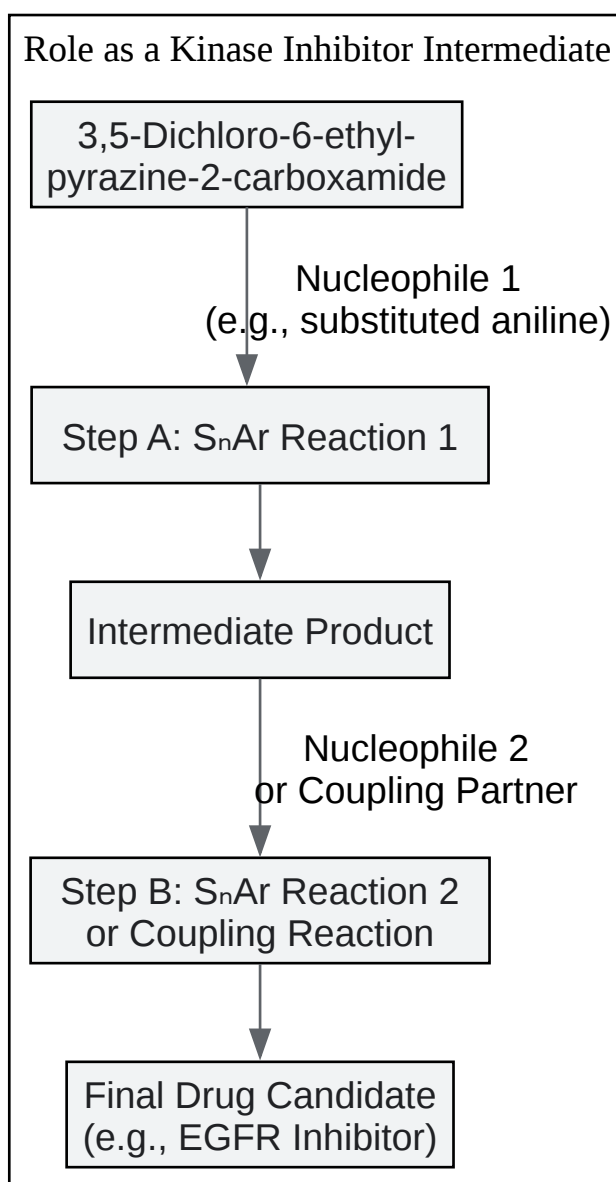 Role as a Kinase Inhibitor Intermediate
3,5-Dichloro-6-ethyl-
pyrazine-2-carboxamide
Nucleophile 1
(e.g., substituted aniline)
Step A: SₙAr Reaction 1
Intermediate Product
Nucleophile 2
or Coupling Partner
Step B: SₙAr Reaction 2
or Coupling Reaction
Final Drug Candidate
(e.g., EGFR Inhibitor)